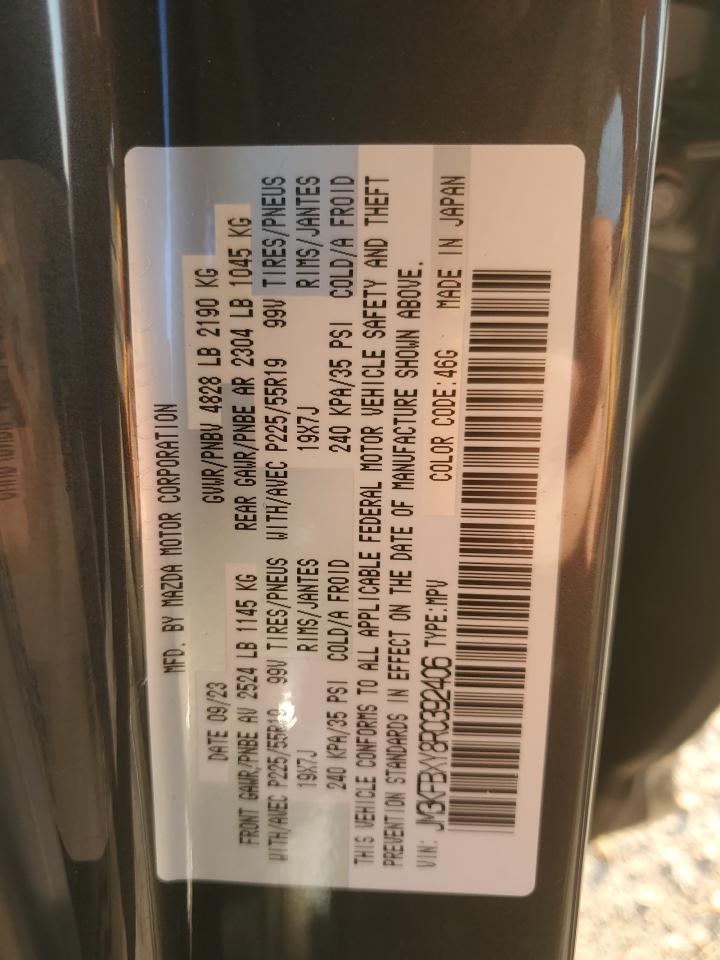 MFD. BY MAZDA MOTOR CORPORATION
DATE 09/23 GVWR/PNBV 4828 LB 2190 KG
FRONT GAWR/PNBE AV 2524 LB 1145 KG REAR GAWR/PNBE AR 2304 LB 1045 KG
WITH/AVEC P225/55R19 99V TIRES/PNEUS WITH/AVEC P225/55R19 99V TIRES/PNEUS
19X7J RIMS/JANTES 19X7J RIMS/JANTES
240 KPA/35 PSI COLD/A FROID 240 KPA/35 PSI COLD/A FROID
THIS VEHICLE CONFORMS TO ALL APPLICABLE FEDERAL MOTOR VEHICLE SAFETY AND THEFT
PREVENTION STANDARDS IN EFFECT ON THE DATE OF MANUFACTURE SHOWN ABOVE.
VIN: JM3KFBXY8R0392406 TYPE:MPV COLOR CODE:46G MADE IN JAPAN